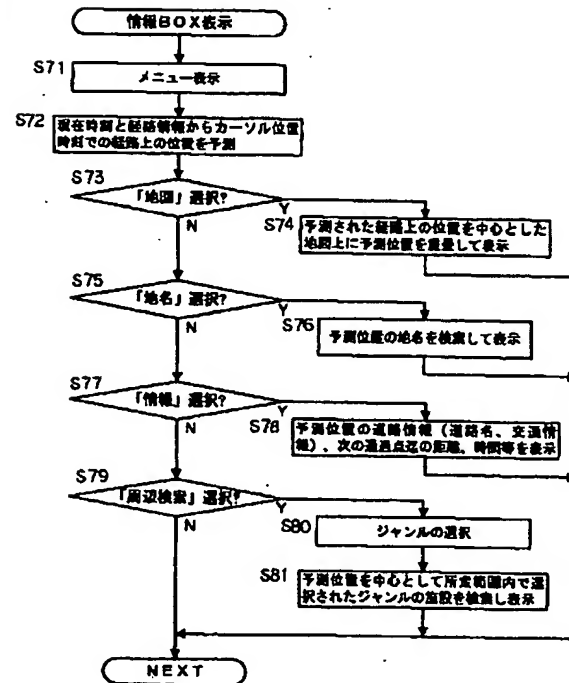 情報BOX表示
S71
メニュー表示
S72
現在時刻と経路情報からカーソル位置
時刻での経路上の位置を予測
S73
「地図」選択?
Y
N
S74
予測された経路上の位置を中心とした
地図上に予測位置を重畳して表示
S75
「地名」選択?
Y
N
S76
予測位置の地名を検索して表示
S77
「情報」選択?
Y
N
S78
予測位置の道路情報(道路名、交通情
報)、次の通過点迄の距離、時間等を表示
S79
「周辺検索」選択?
Y
N
S80
ジャンルの選択
S81
予測位置を中心として所定範囲内で選
択されたジャンルの施設を検索し表示
NEXT